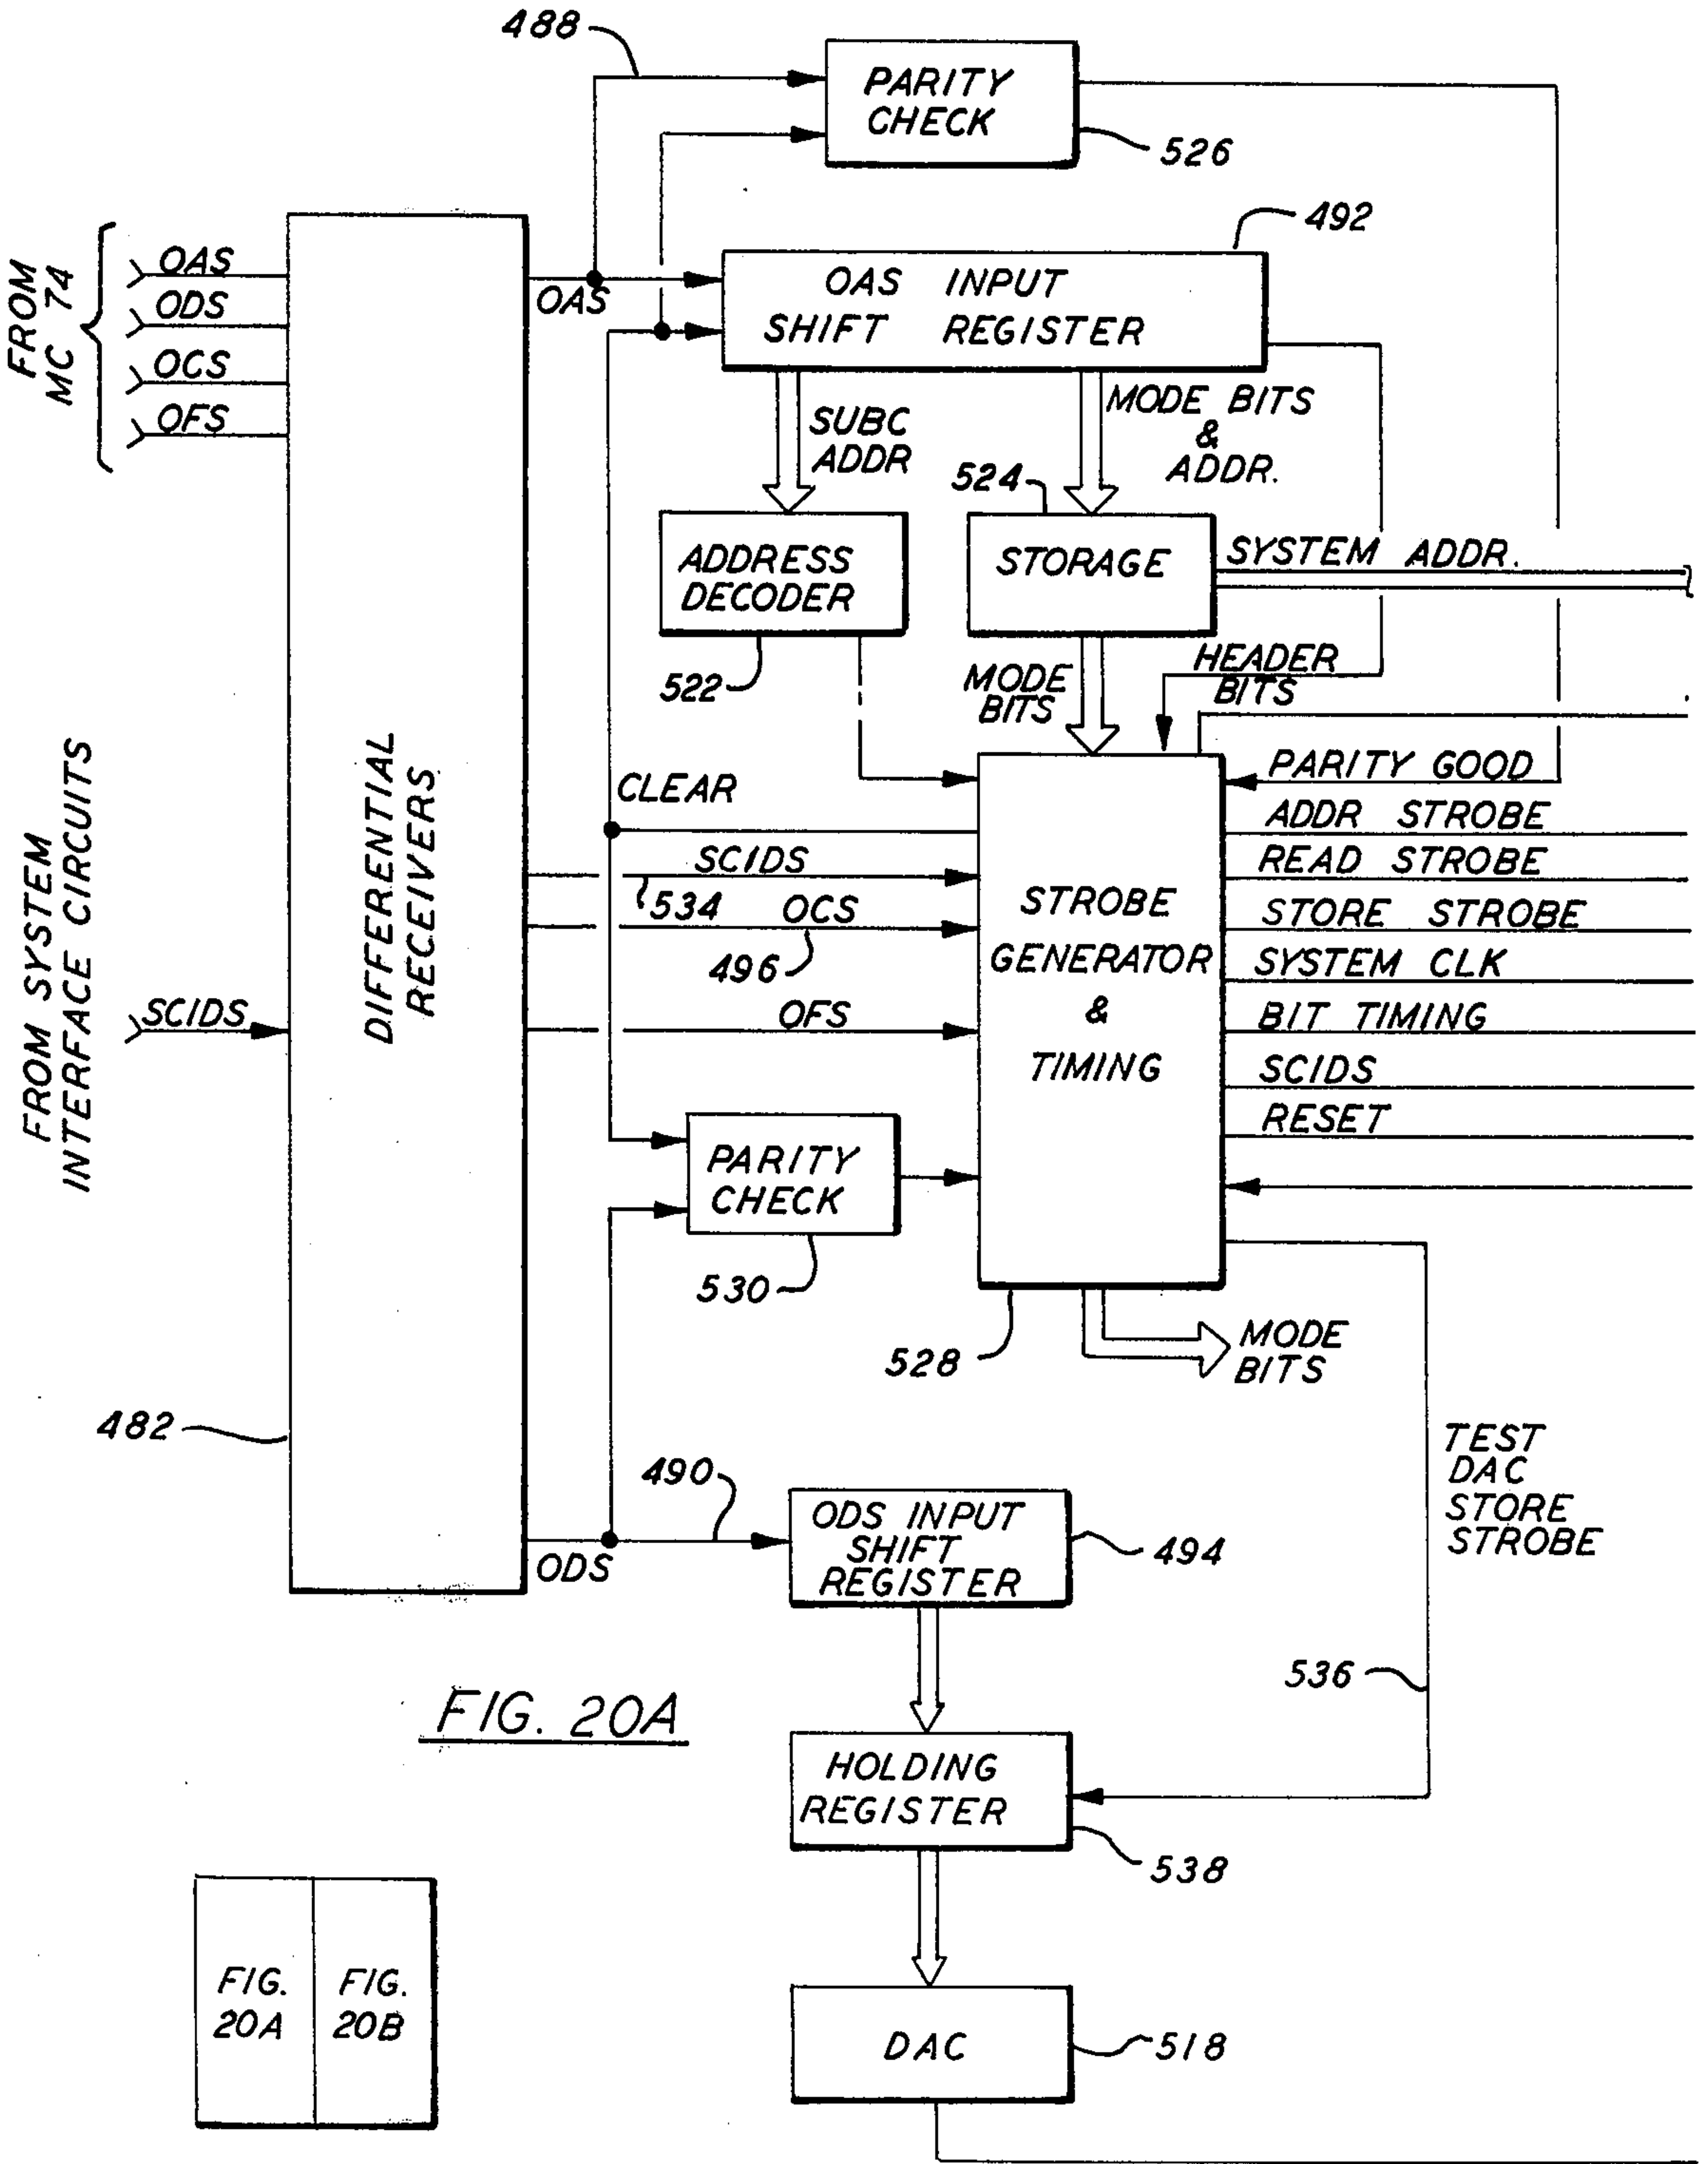 488
PARITY
CHECK
526
492
FROM
MC 74
OAS
ODS
OCS
OFS
OAS
OAS INPUT
SHIFT REGISTER
SUBC
ADDR
MODE BITS
&
ADDR.
524
ADDRESS
DECODER
STORAGE
SYSTEM ADDR.
522
MODE
BITS
HEADER
BITS
DIFFERENTIAL
RECEIVERS
CLEAR
PARITY GOOD
ADDR STROBE
SCIDS
READ STROBE
534
OCS
STORE STROBE
496
STROBE
GENERATOR
&
TIMING
SYSTEM CLK
FROM SYSTEM
INTERFACE CIRCUITS
SCIDS
OFS
BIT TIMING
SCIDS
RESET
PARITY
CHECK
530
528
MODE
BITS
482
TEST
DAC
STORE
STROBE
490
ODS
ODS INPUT
SHIFT
REGISTER
494
536
FIG. 20A
HOLDING
REGISTER
538
FIG.
20A
FIG.
20B
DAC
518